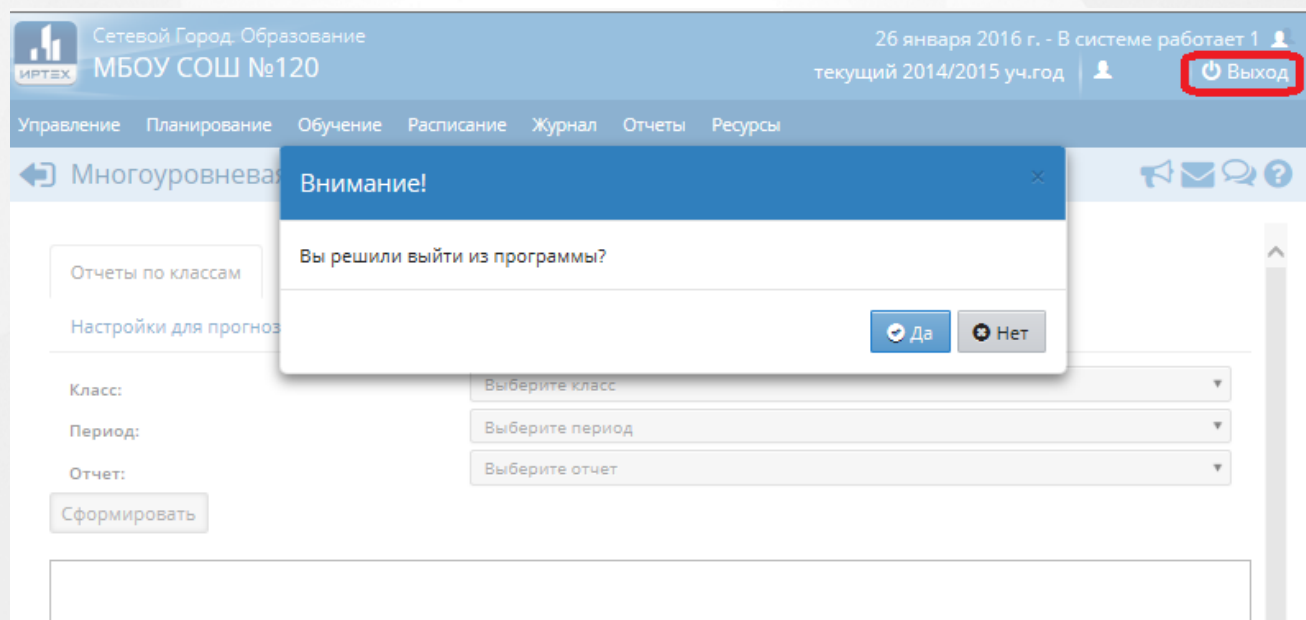 Сетевой Город. Образование
26 января 2016 г. - В системе работает 1
ИРТЕХ
МБОУ СОШ №120
текущий 2014/2015 уч.год
Выход
Управление Планирование Обучение Расписание Журнал Отчеты Ресурсы
Многоуровневая
Внимание!
×
Отчеты по классам
Вы решили выйти из программы?
Настройки для прогноз
Да
Нет
Класс:
Выберите класс
Период:
Выберите период
Отчет:
Выберите отчет
Сформировать